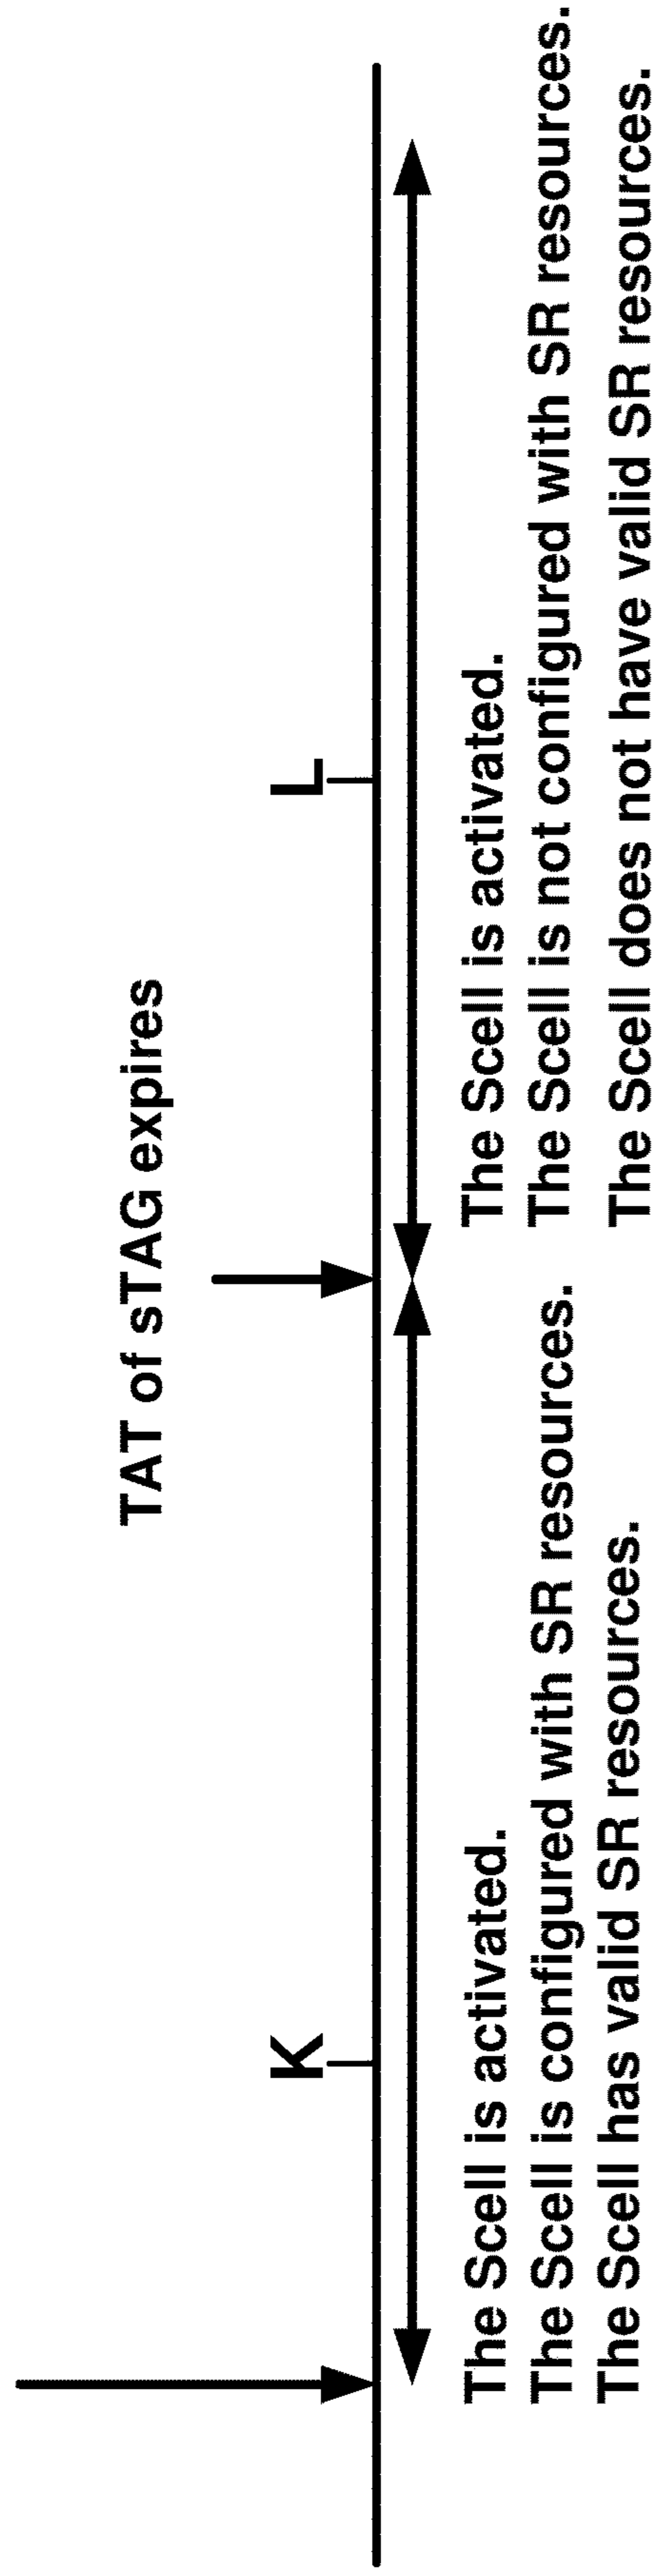 TAT of sTAG expires
K
L
The Scell is activated.
The Scell is configured with SR resources.
The Scell has valid SR resources.
The Scell is activated.
The Scell is not configured with SR resources.
The Scell does not have valid SR resources.